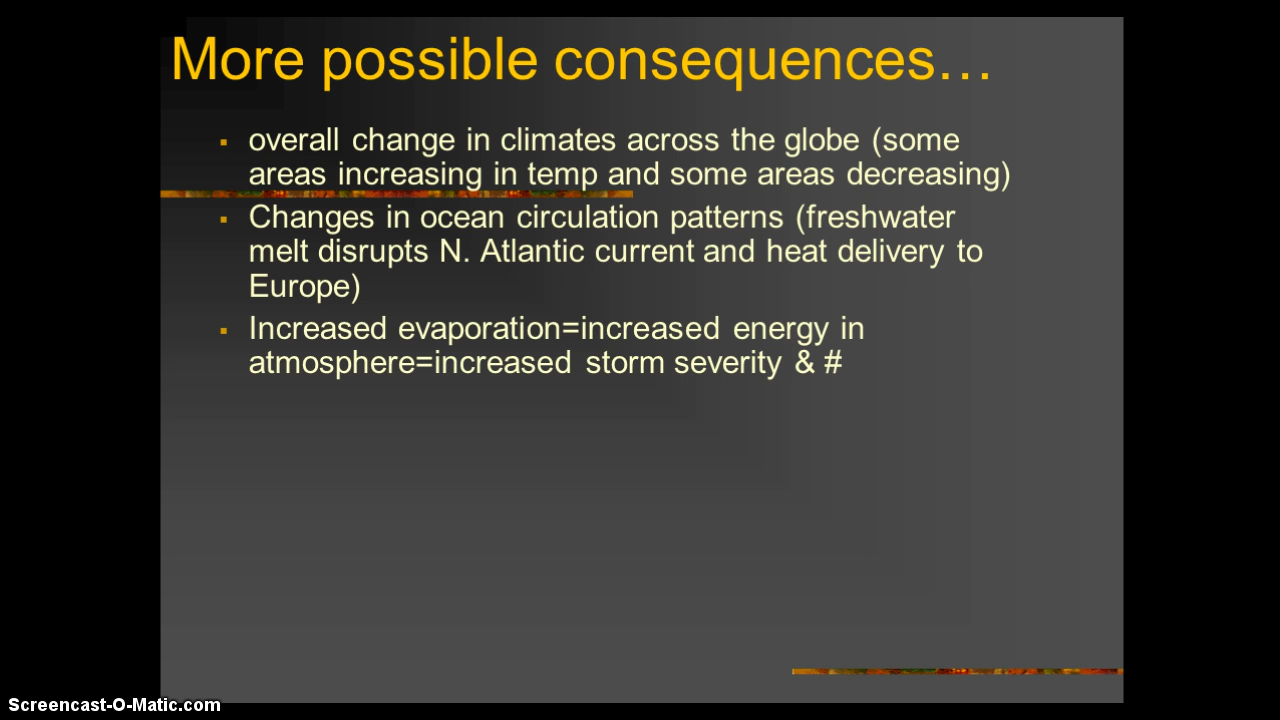 More possible consequences…
▪ overall change in climates across the globe (some
areas increasing in temp and some areas decreasing)
▪ Changes in ocean circulation patterns (freshwater
melt disrupts N. Atlantic current and heat delivery to
Europe)
▪ Increased evaporation=increased energy in
atmosphere=increased storm severity & #
Screencast-O-Matic.com